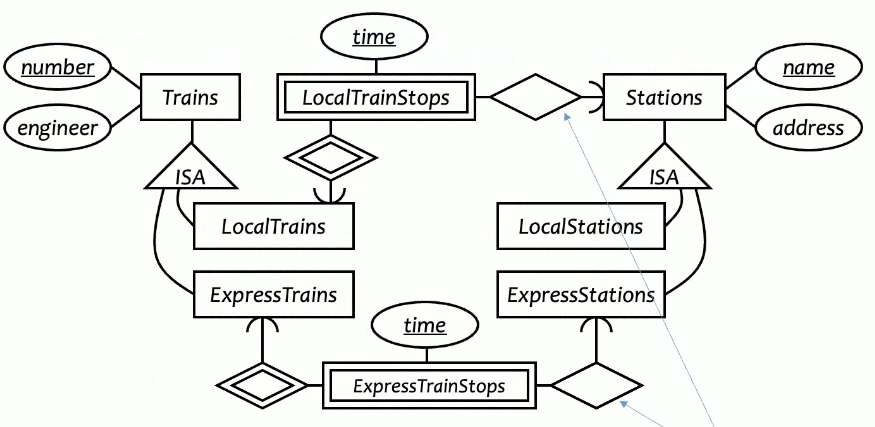 time
number
name
Trains
LocalTrainStops
Stations
engineer
address
ISA
ISA
LocalTrains
LocalStations
ExpressTrains
ExpressStations
time
ExpressTrainStops